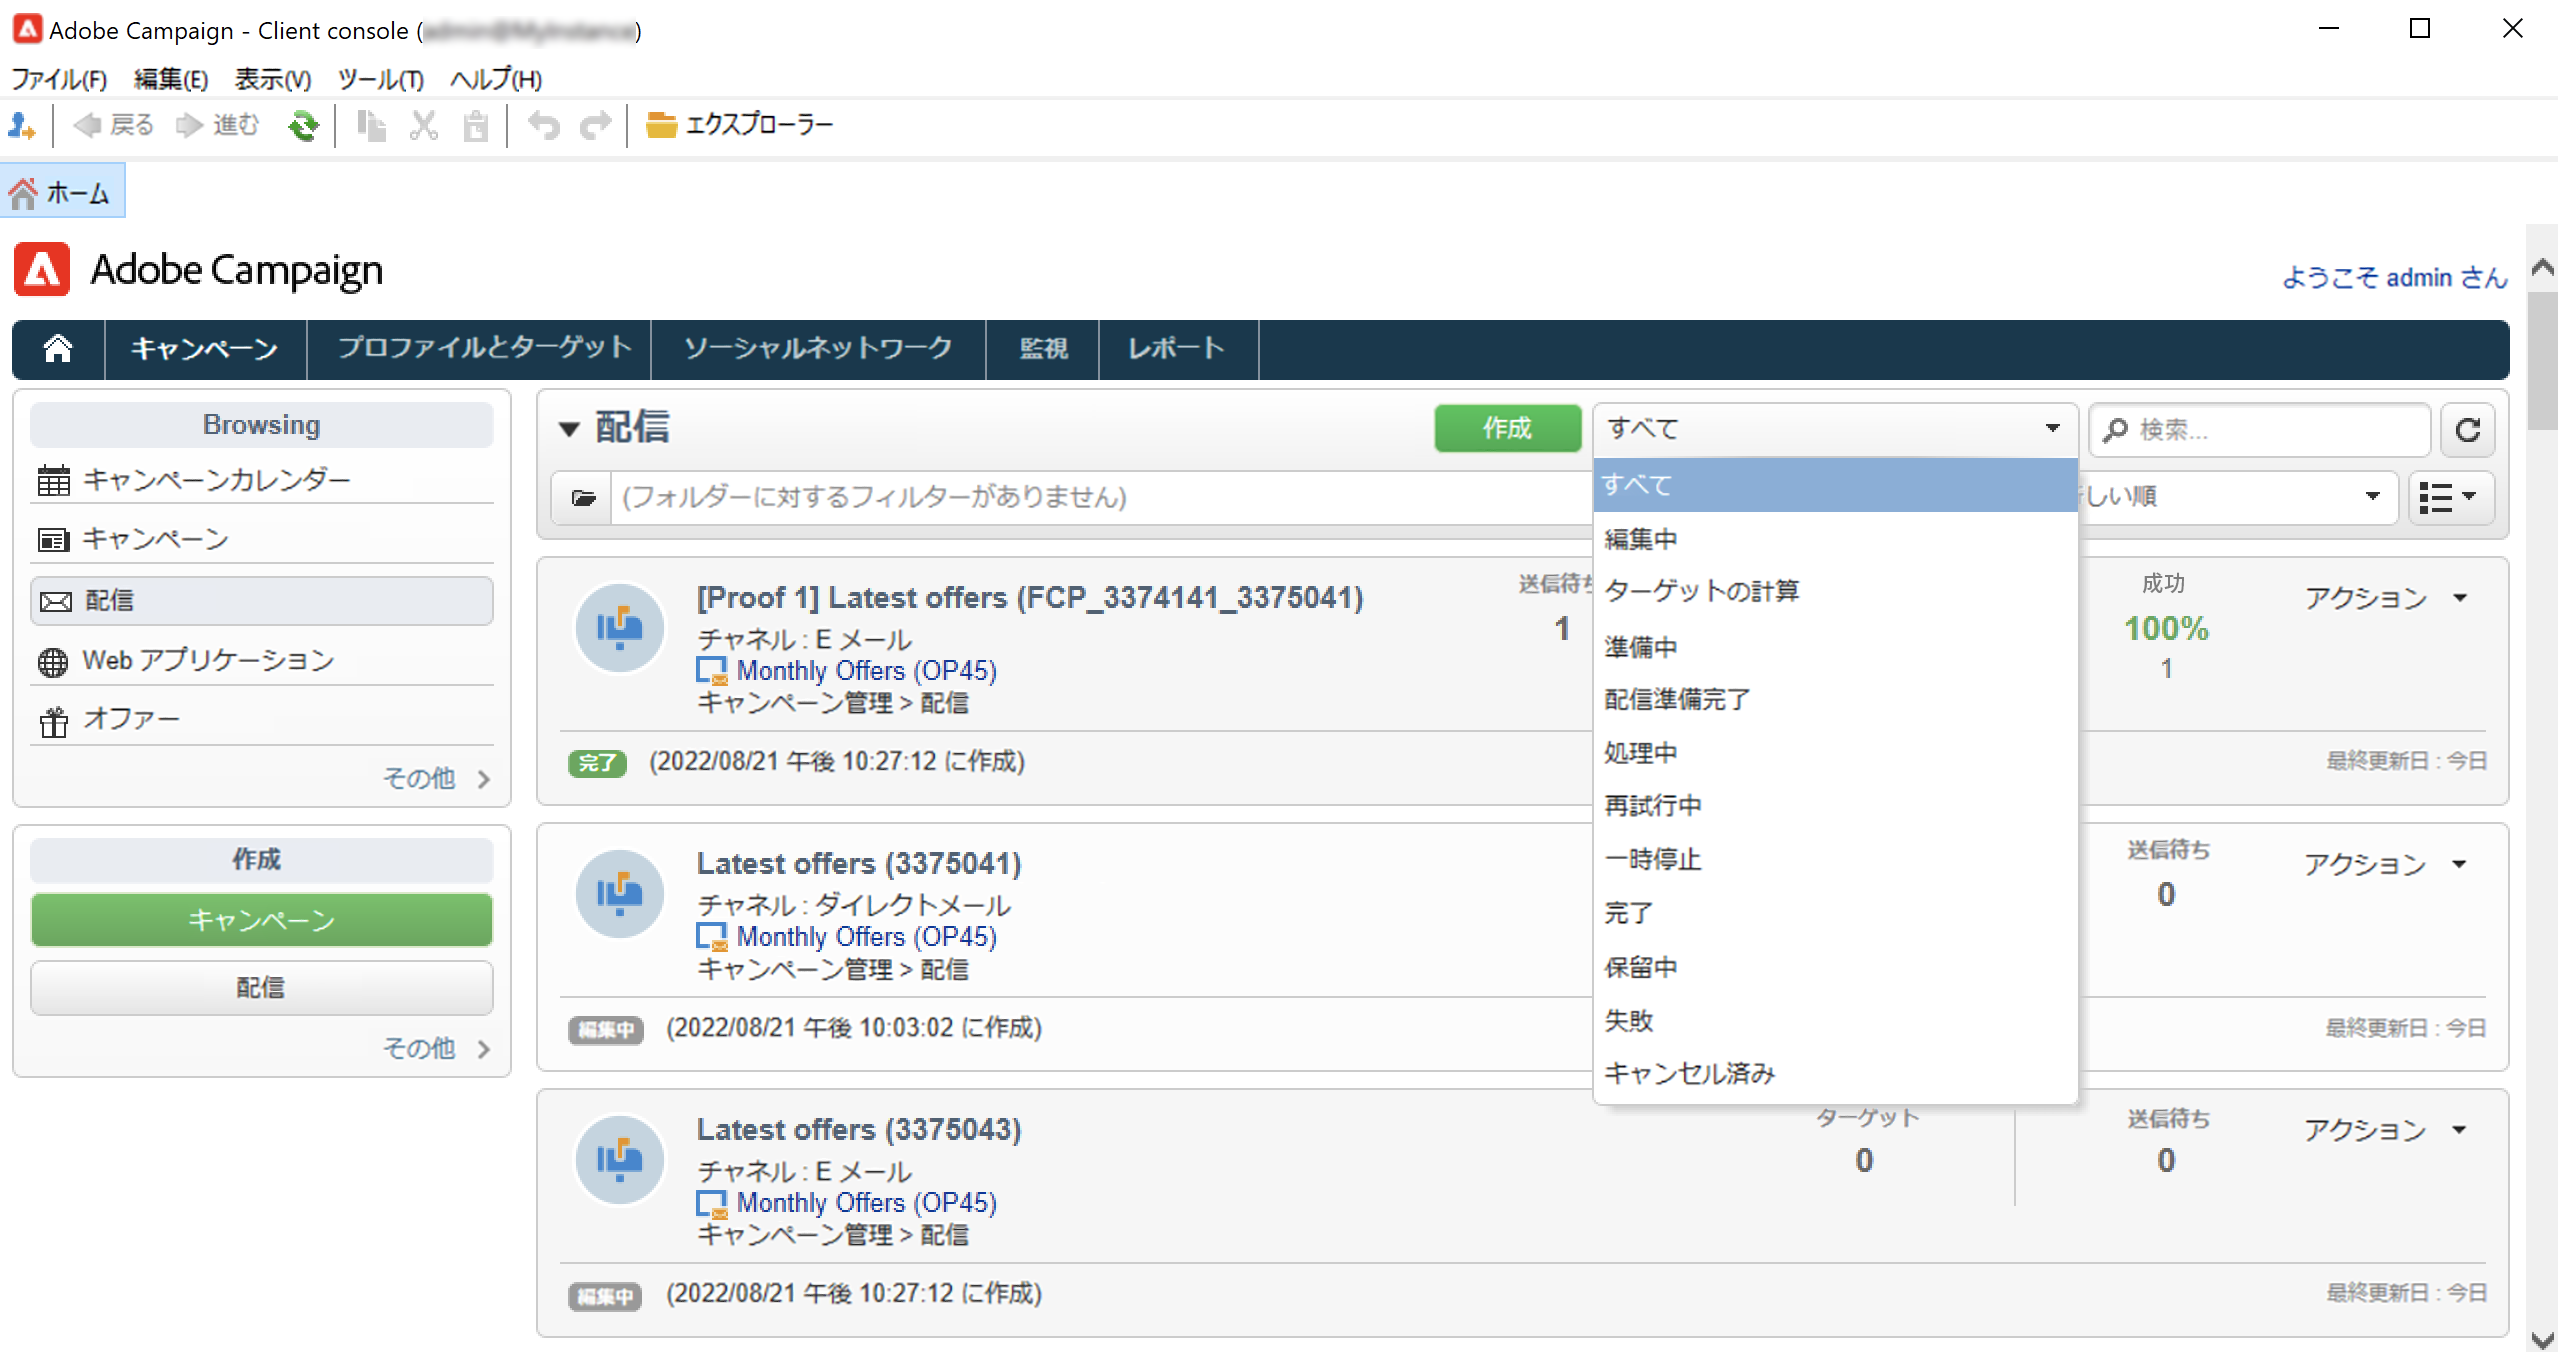 Adobe Campaign - Client console ( )
ファイル(F) 編集(E) 表示(V) ツール(T) ヘルプ(H)
戻る 進む エクスプローラー
ホーム
Adobe Campaign
ようこそ admin さん
キャンペーン プロファイルとターゲット ソーシャルネットワーク 監視 レポート
Browsing
キャンペーンカレンダー
キャンペーン
配信
Web アプリケーション
オファー
その他
作成
キャンペーン
配信
その他
配信 作成 すべて 検索...
(フォルダーに対するフィルターがありません) しい順
すべて
編集中
ターゲットの計算
準備中
配信準備完了
処理中
再試行中
一時停止
完了
保留中
失敗
キャンセル済み
[Proof 1] Latest offers (FCP_3374141_3375041) 送信待ち 成功 アクション
チャネル : E メール 1 100%
Monthly Offers (OP45) 1
キャンペーン管理 > 配信
完了 (2022/08/21 午後 10:27:12 に作成) 最終更新日 : 今日
Latest offers (3375041) 送信待ち アクション
チャネル : ダイレクトメール 0
Monthly Offers (OP45)
キャンペーン管理 > 配信
編集中 (2022/08/21 午後 10:03:02 に作成) 最終更新日 : 今日
Latest offers (3375043) ターゲット 送信待ち アクション
チャネル : E メール 0 0
Monthly Offers (OP45)
キャンペーン管理 > 配信
編集中 (2022/08/21 午後 10:27:12 に作成) 最終更新日 : 今日